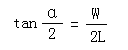 tan α/2 = W/2L